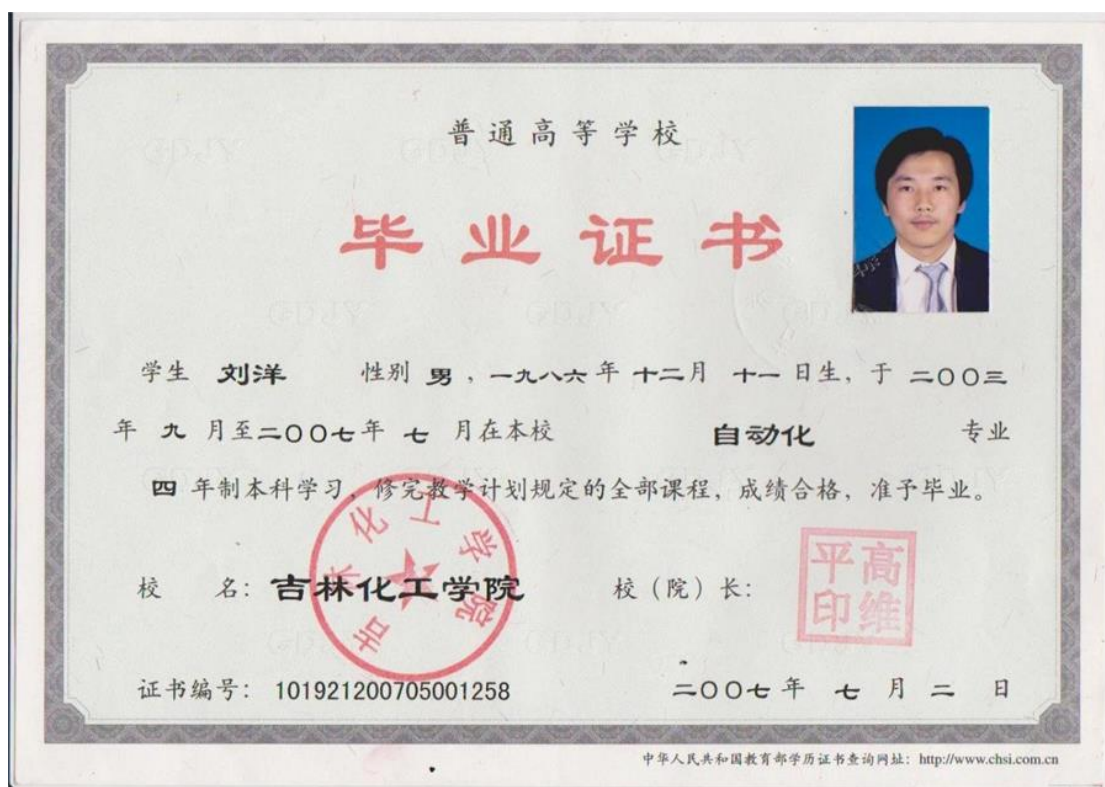 普通高等学校
毕业证书
学生 刘洋 性别 男，一九八六年 十二月 十一日生，于 二〇〇三
年 九 月至二〇〇七年 七 月在本校 自动化 专业
四 年制本科学习，修完教学计划规定的全部课程，成绩合格，准予毕业。
校 名：吉林化工学院 校（院）长：
吉林化工学院
高维平印
证书编号：101921200705001258 二〇〇七年 七 月 二 日
中华人民共和国教育部学历证书查询网址：http://www.chsi.com.cn